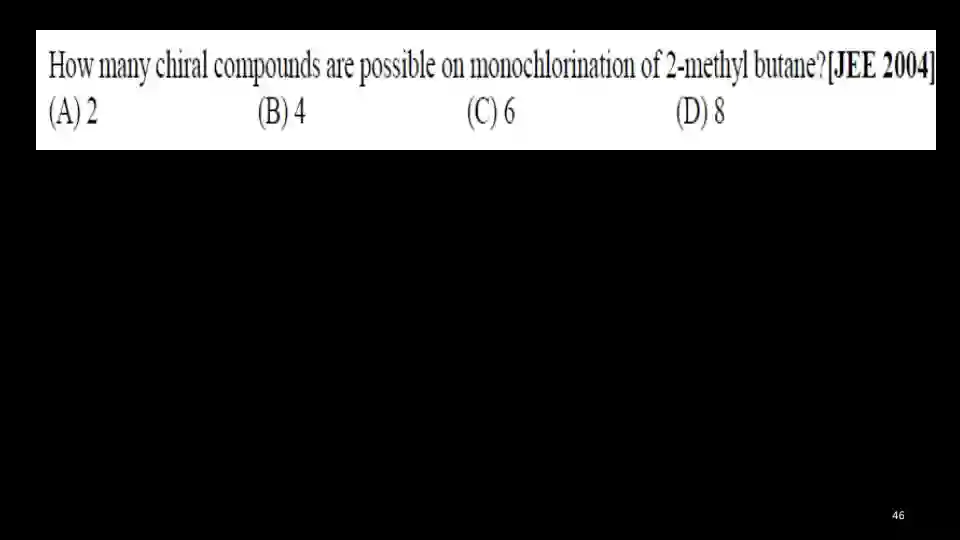 How many chiral compounds are possible on monochlorination of 2-methyl butane?[JEE 2004]
(A) 2 (B) 4 (C) 6 (D) 8
46